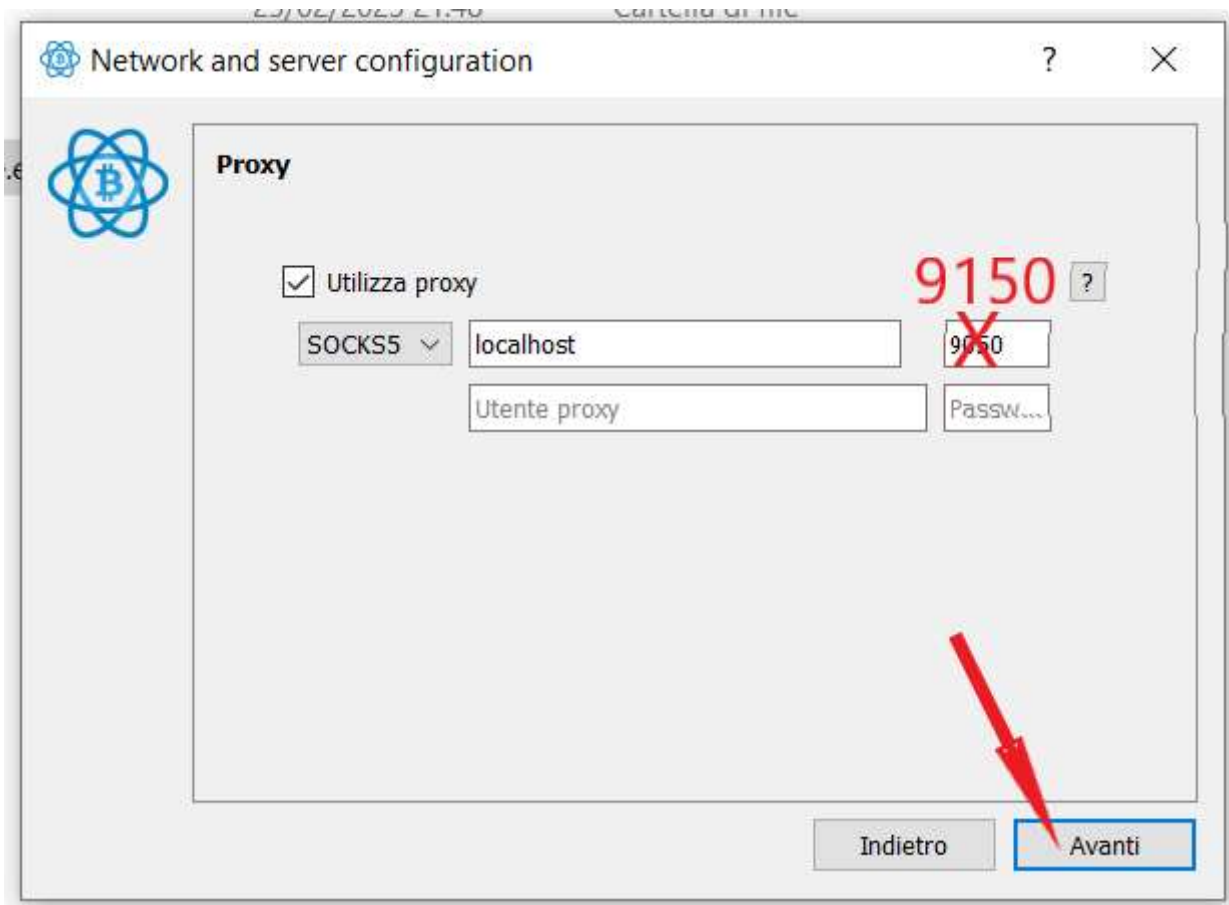 Network and server configuration ?
Proxy
Utilizza proxy
9150 ?
SOCKS5 localhost 9050
Utente proxy Passw...
Indietro Avanti